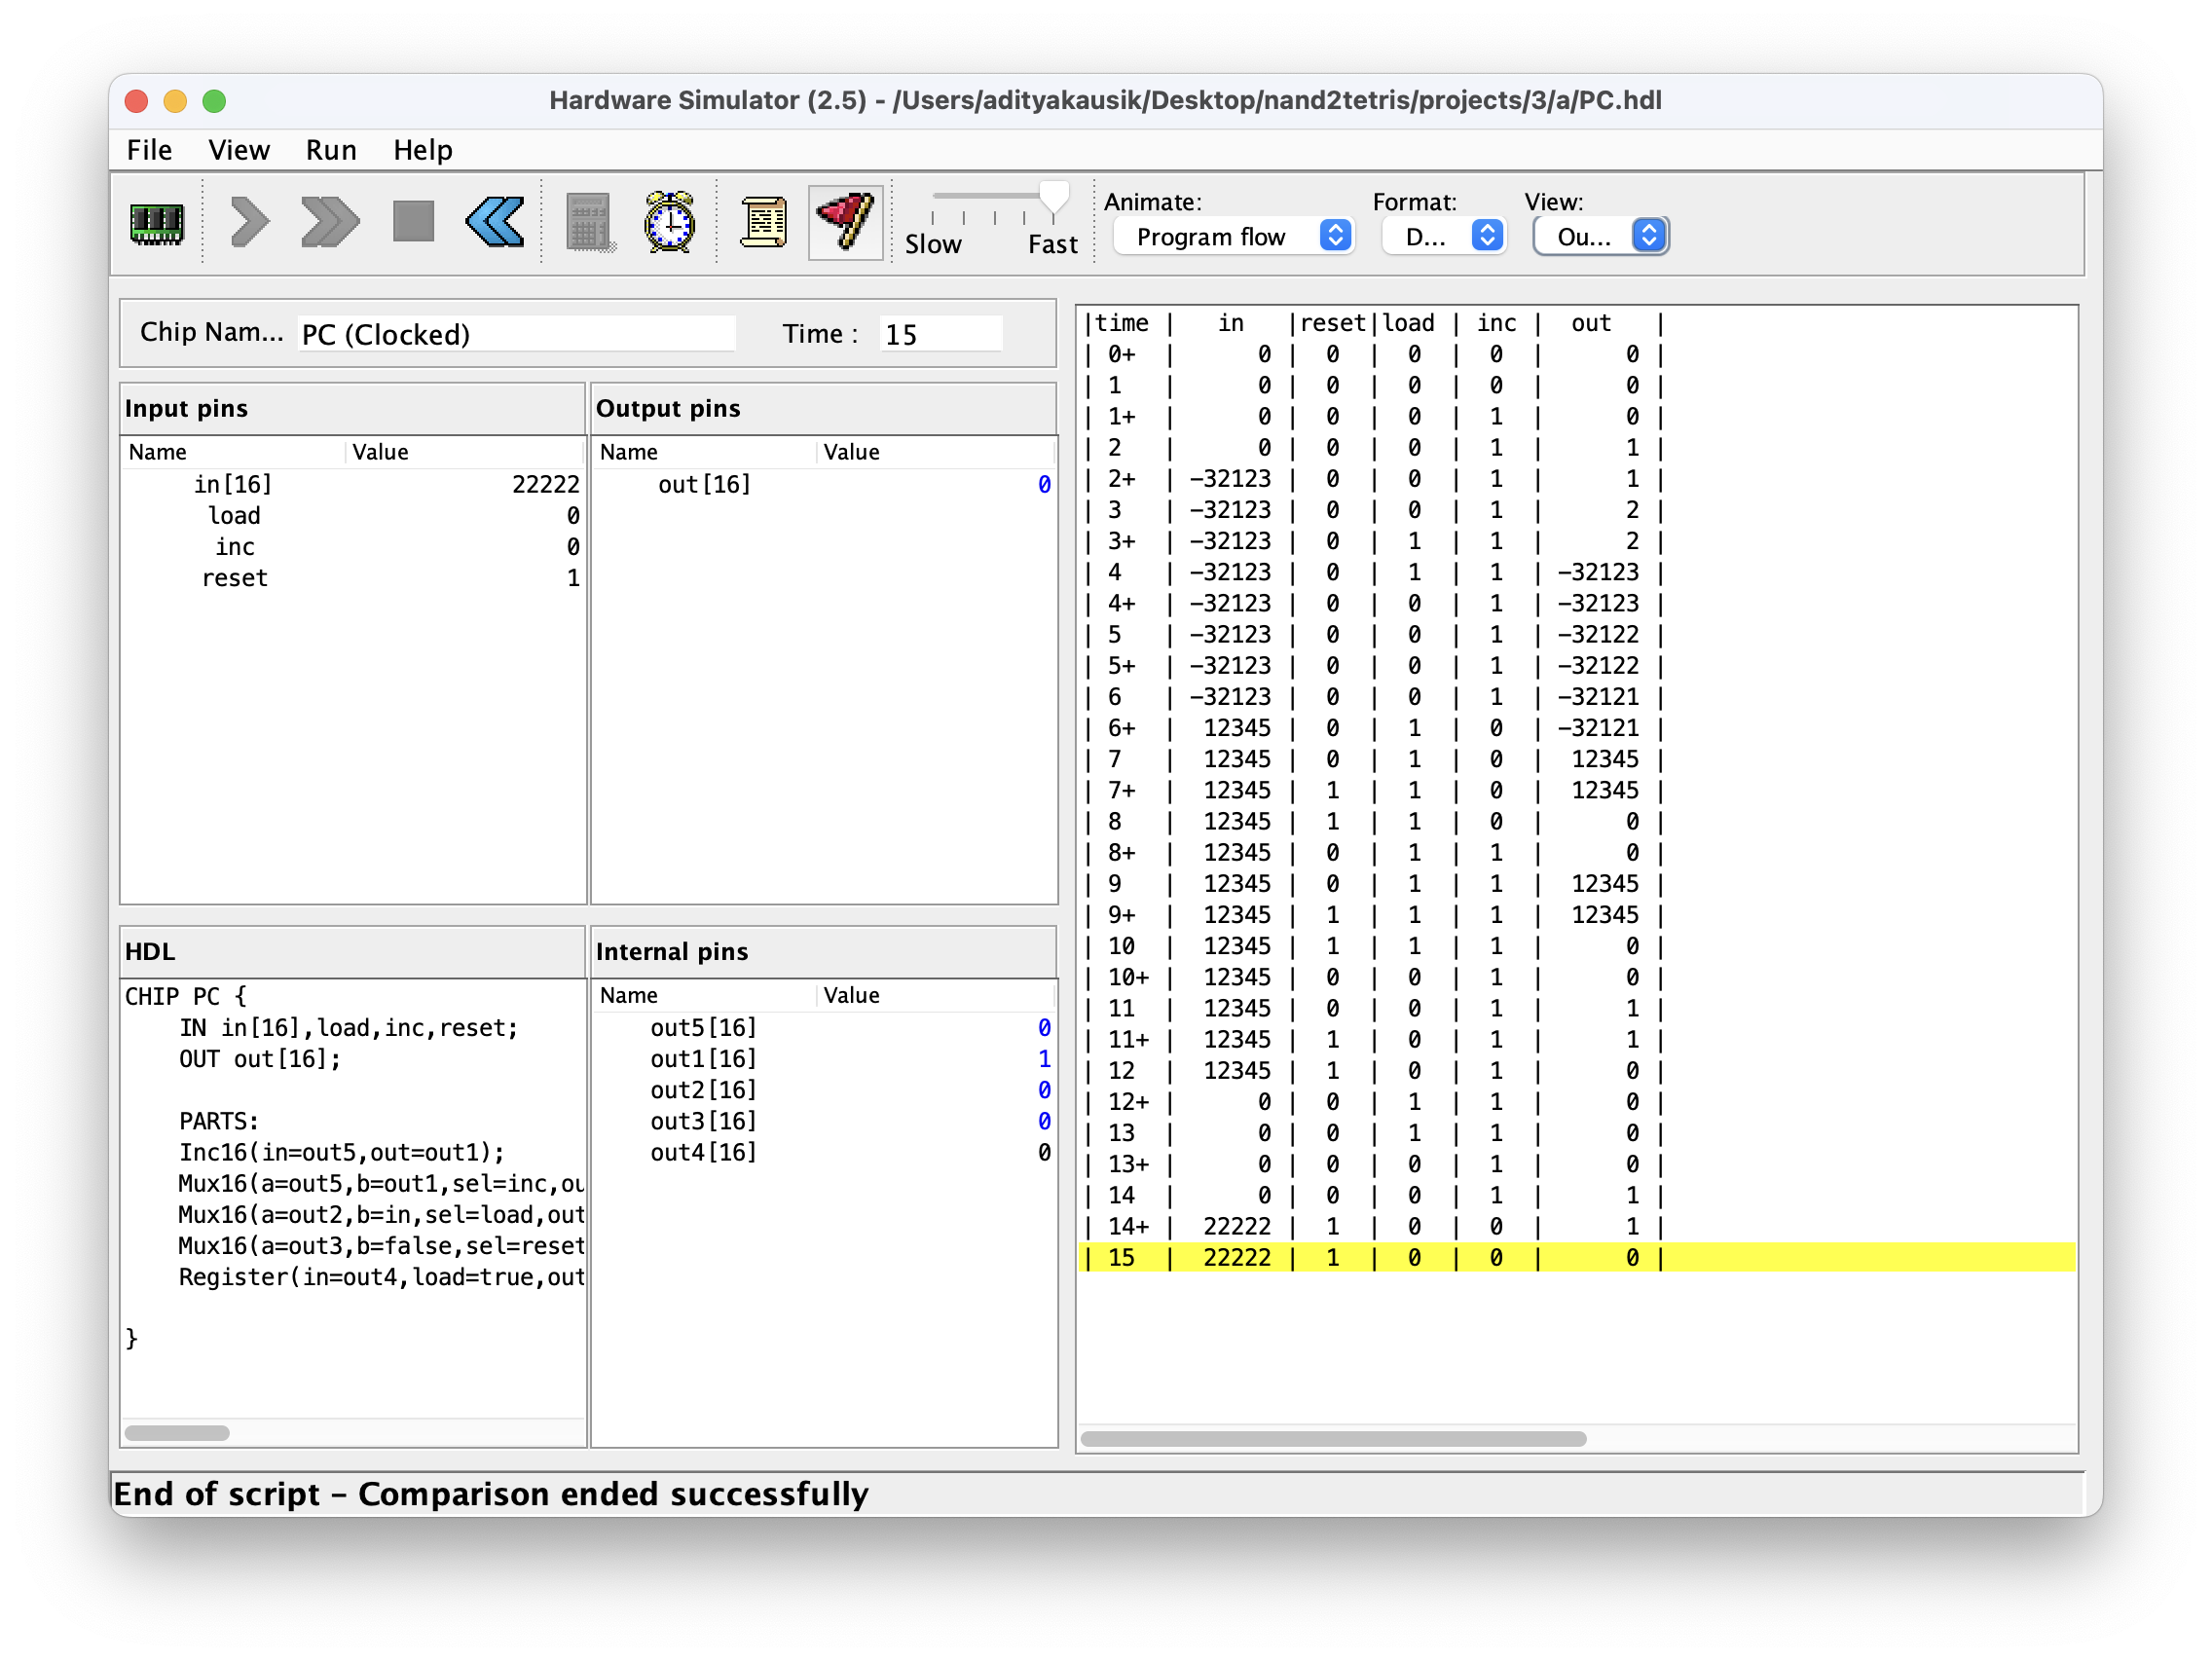 Hardware Simulator (2.5) - /Users/adityakausik/Desktop/nand2tetris/projects/3/a/PC.hdl
File View Run Help
Slow Fast
Animate: Format: View:
Program flow D... Ou...
Chip Nam... PC (Clocked) Time : 15
Input pins
Name Value
in[16] 22222
load 0
inc 0
reset 1
Output pins
Name Value
out[16] 0
HDL
CHIP PC {
IN in[16],load,inc,reset;
OUT out[16];
PARTS:
Inc16(in=out5,out=out1);
Mux16(a=out5,b=out1,sel=inc,ou
Mux16(a=out2,b=in,sel=load,out
Mux16(a=out3,b=false,sel=reset
Register(in=out4,load=true,out
}
Internal pins
Name Value
out5[16] 0
out1[16] 1
out2[16] 0
out3[16] 0
out4[16] 0
|time | in |reset|load | inc | out |
| 0+ | 0 | 0 | 0 | 0 | 0 |
| 1 | 0 | 0 | 0 | 0 | 0 |
| 1+ | 0 | 0 | 0 | 1 | 0 |
| 2 | 0 | 0 | 0 | 1 | 1 |
| 2+ | -32123 | 0 | 0 | 1 | 1 |
| 3 | -32123 | 0 | 0 | 1 | 2 |
| 3+ | -32123 | 0 | 1 | 1 | 2 |
| 4 | -32123 | 0 | 1 | 1 | -32123 |
| 4+ | -32123 | 0 | 0 | 1 | -32123 |
| 5 | -32123 | 0 | 0 | 1 | -32122 |
| 5+ | -32123 | 0 | 0 | 1 | -32122 |
| 6 | -32123 | 0 | 0 | 1 | -32121 |
| 6+ | 12345 | 0 | 1 | 0 | -32121 |
| 7 | 12345 | 0 | 1 | 0 | 12345 |
| 7+ | 12345 | 1 | 1 | 0 | 12345 |
| 8 | 12345 | 1 | 1 | 0 | 0 |
| 8+ | 12345 | 0 | 1 | 1 | 0 |
| 9 | 12345 | 0 | 1 | 1 | 12345 |
| 9+ | 12345 | 1 | 1 | 1 | 12345 |
| 10 | 12345 | 1 | 1 | 1 | 0 |
| 10+ | 12345 | 0 | 0 | 1 | 0 |
| 11 | 12345 | 0 | 0 | 1 | 1 |
| 11+ | 12345 | 1 | 0 | 1 | 1 |
| 12 | 12345 | 1 | 0 | 1 | 0 |
| 12+ | 0 | 0 | 1 | 1 | 0 |
| 13 | 0 | 0 | 1 | 1 | 0 |
| 13+ | 0 | 0 | 0 | 1 | 0 |
| 14 | 0 | 0 | 0 | 1 | 1 |
| 14+ | 22222 | 1 | 0 | 0 | 1 |
| 15 | 22222 | 1 | 0 | 0 | 0 |
End of script - Comparison ended successfully